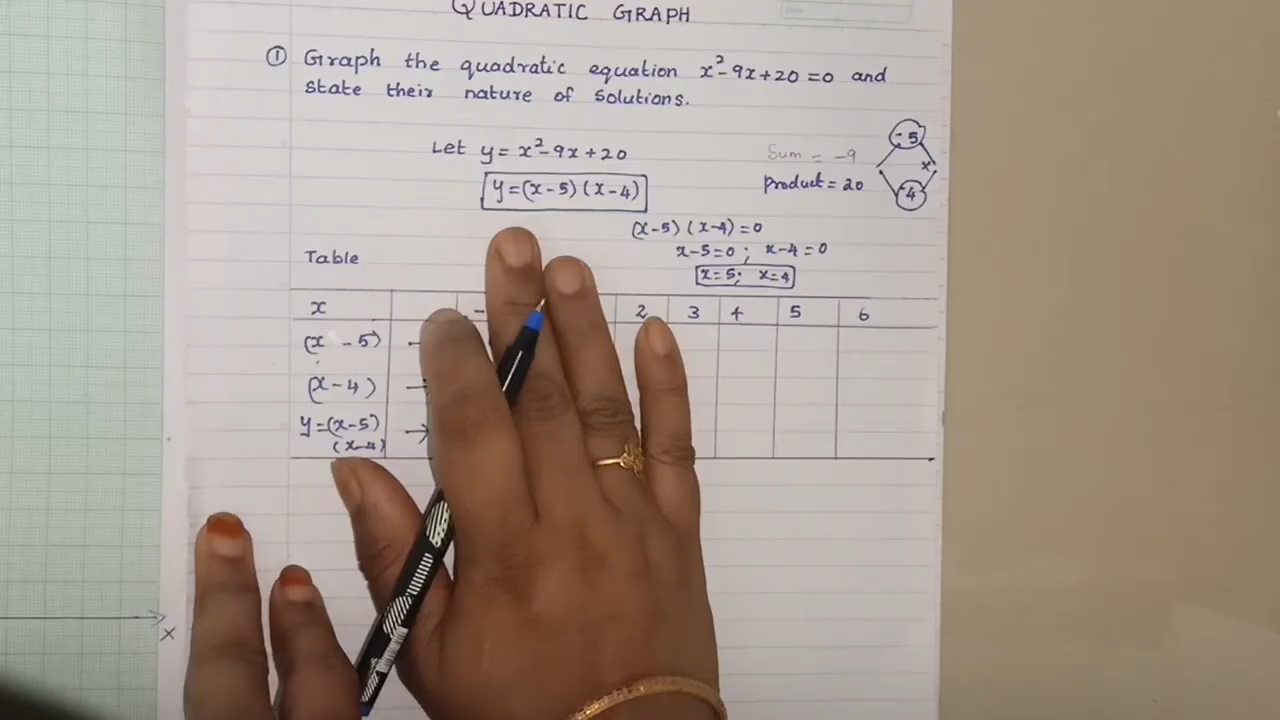 QUADRATIC GRAPH
① Graph the quadratic equation x²-9x+20=0 and
state their nature of solutions.
Let y = x²-9x+20
y=(x-5)(x-4)
Sum = -9
product = 20
-5
x
-4
(x-5)(x-4)=0
x-5=0 ; x-4=0
x=5; x=4
Table
x - 2 3 4 5 6
(x - 5) →
(x - 4) →
y=(x-5) →
(x-4)
X